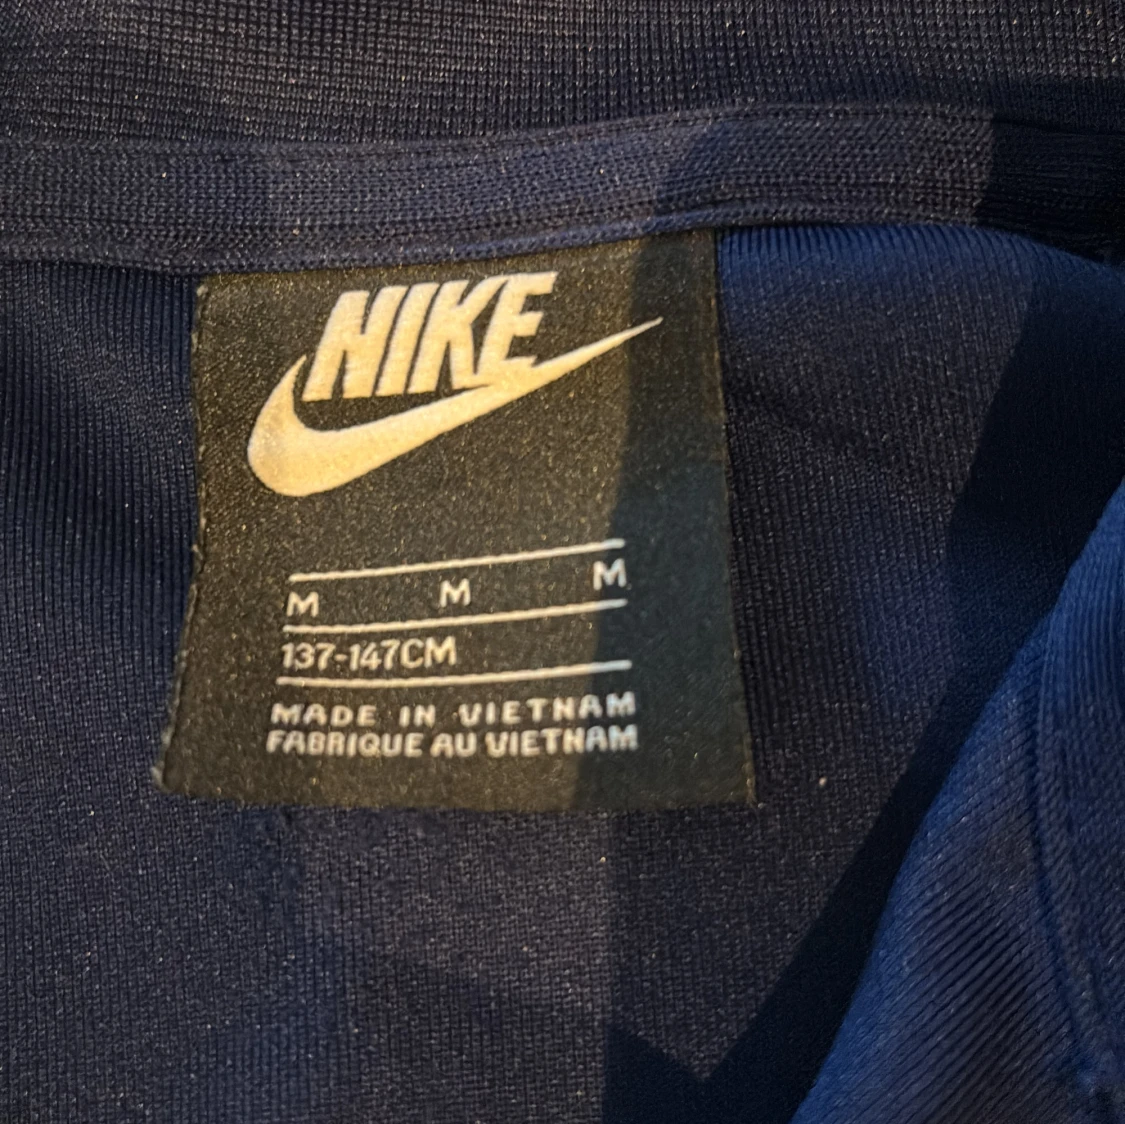 NIKE
M M M
137-147CM
MADE IN VIETNAM
FABRIQUE AU VIETNAM